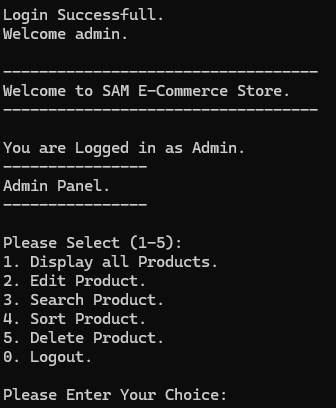 Login Successfull.
Welcome admin.
-----------------------------------
Welcome to SAM E-Commerce Store.
-----------------------------------
You are Logged in as Admin.
----------------
Admin Panel.
----------------
Please Select (1-5):
1. Display all Products.
2. Edit Product.
3. Search Product.
4. Sort Product.
5. Delete Product.
0. Logout.
Please Enter Your Choice: